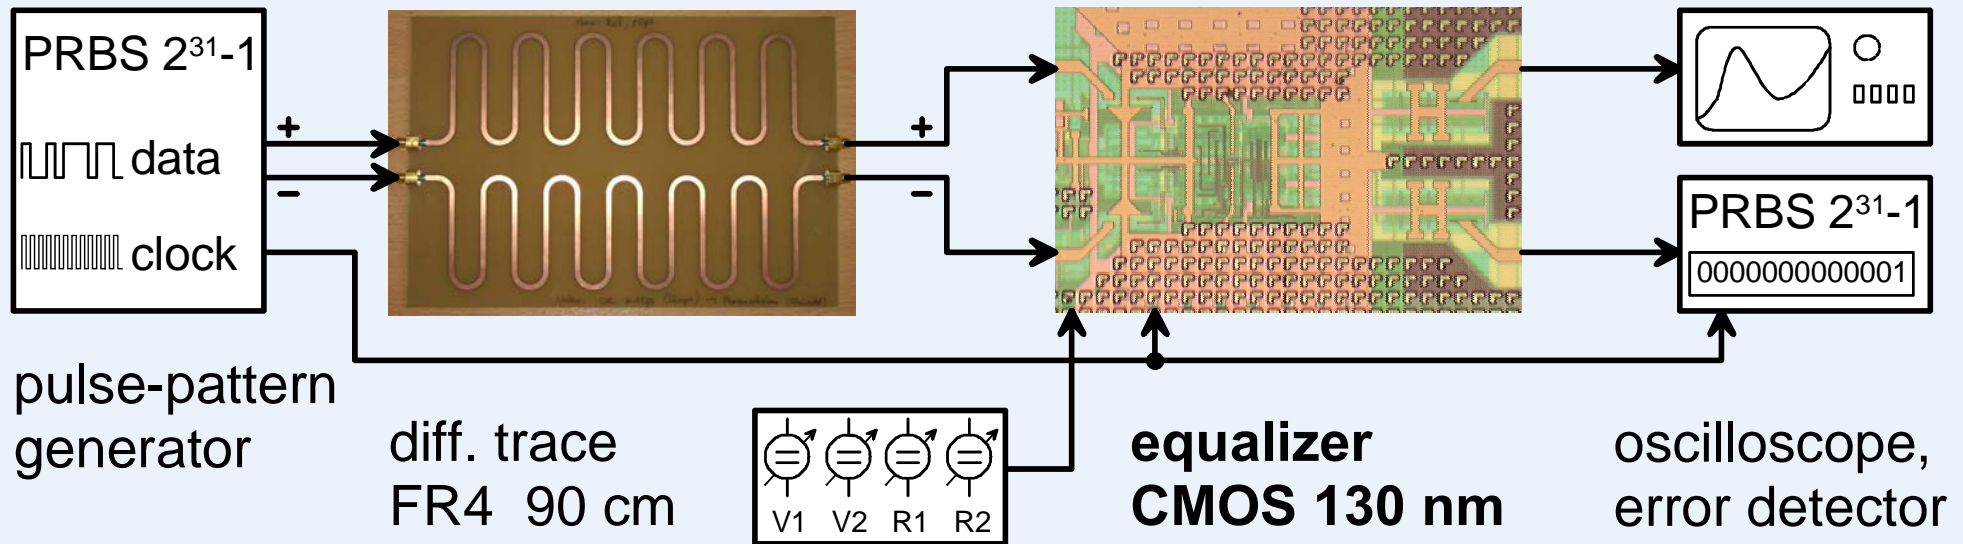 PRBS 2³¹-1
data
clock
+
−
+
−
PRBS 2³¹-1
0000000000001
pulse-pattern
generator
diff. trace
FR4 90 cm
V1 V2 R1 R2
equalizer
CMOS 130 nm
oscilloscope,
error detector